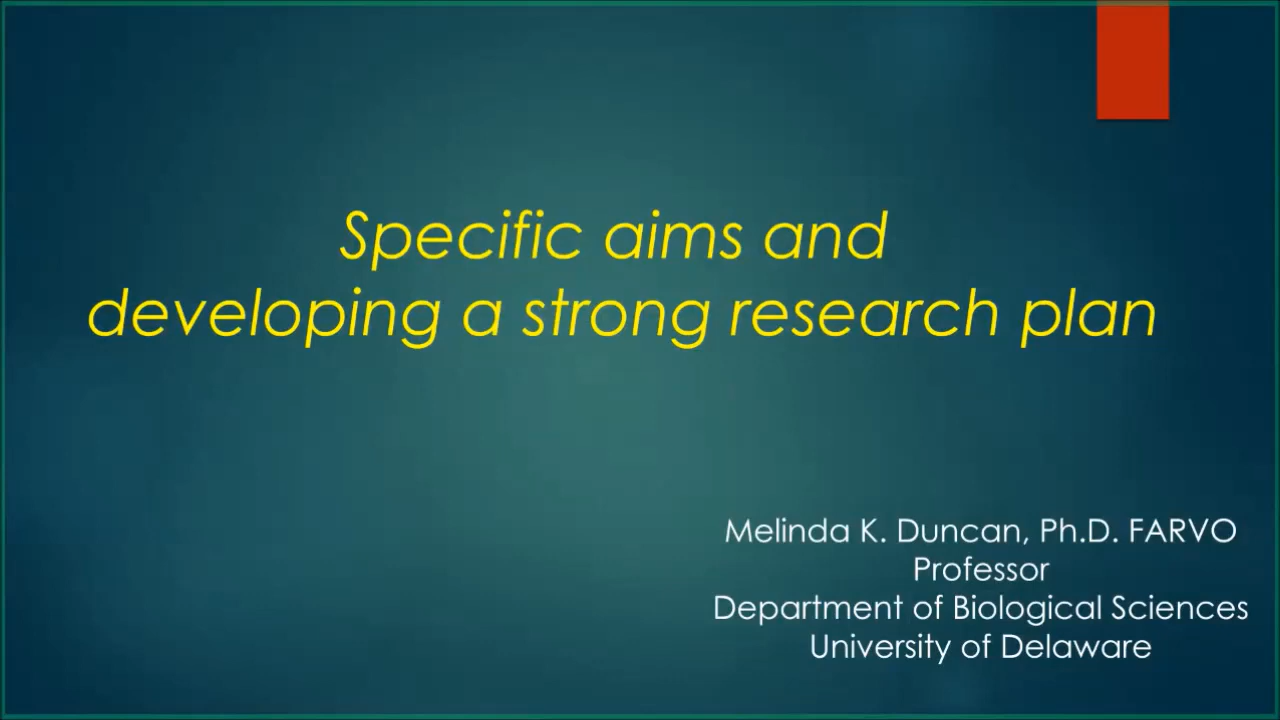 Specific aims and
developing a strong research plan
Melinda K. Duncan, Ph.D. FARVO
Professor
Department of Biological Sciences
University of Delaware